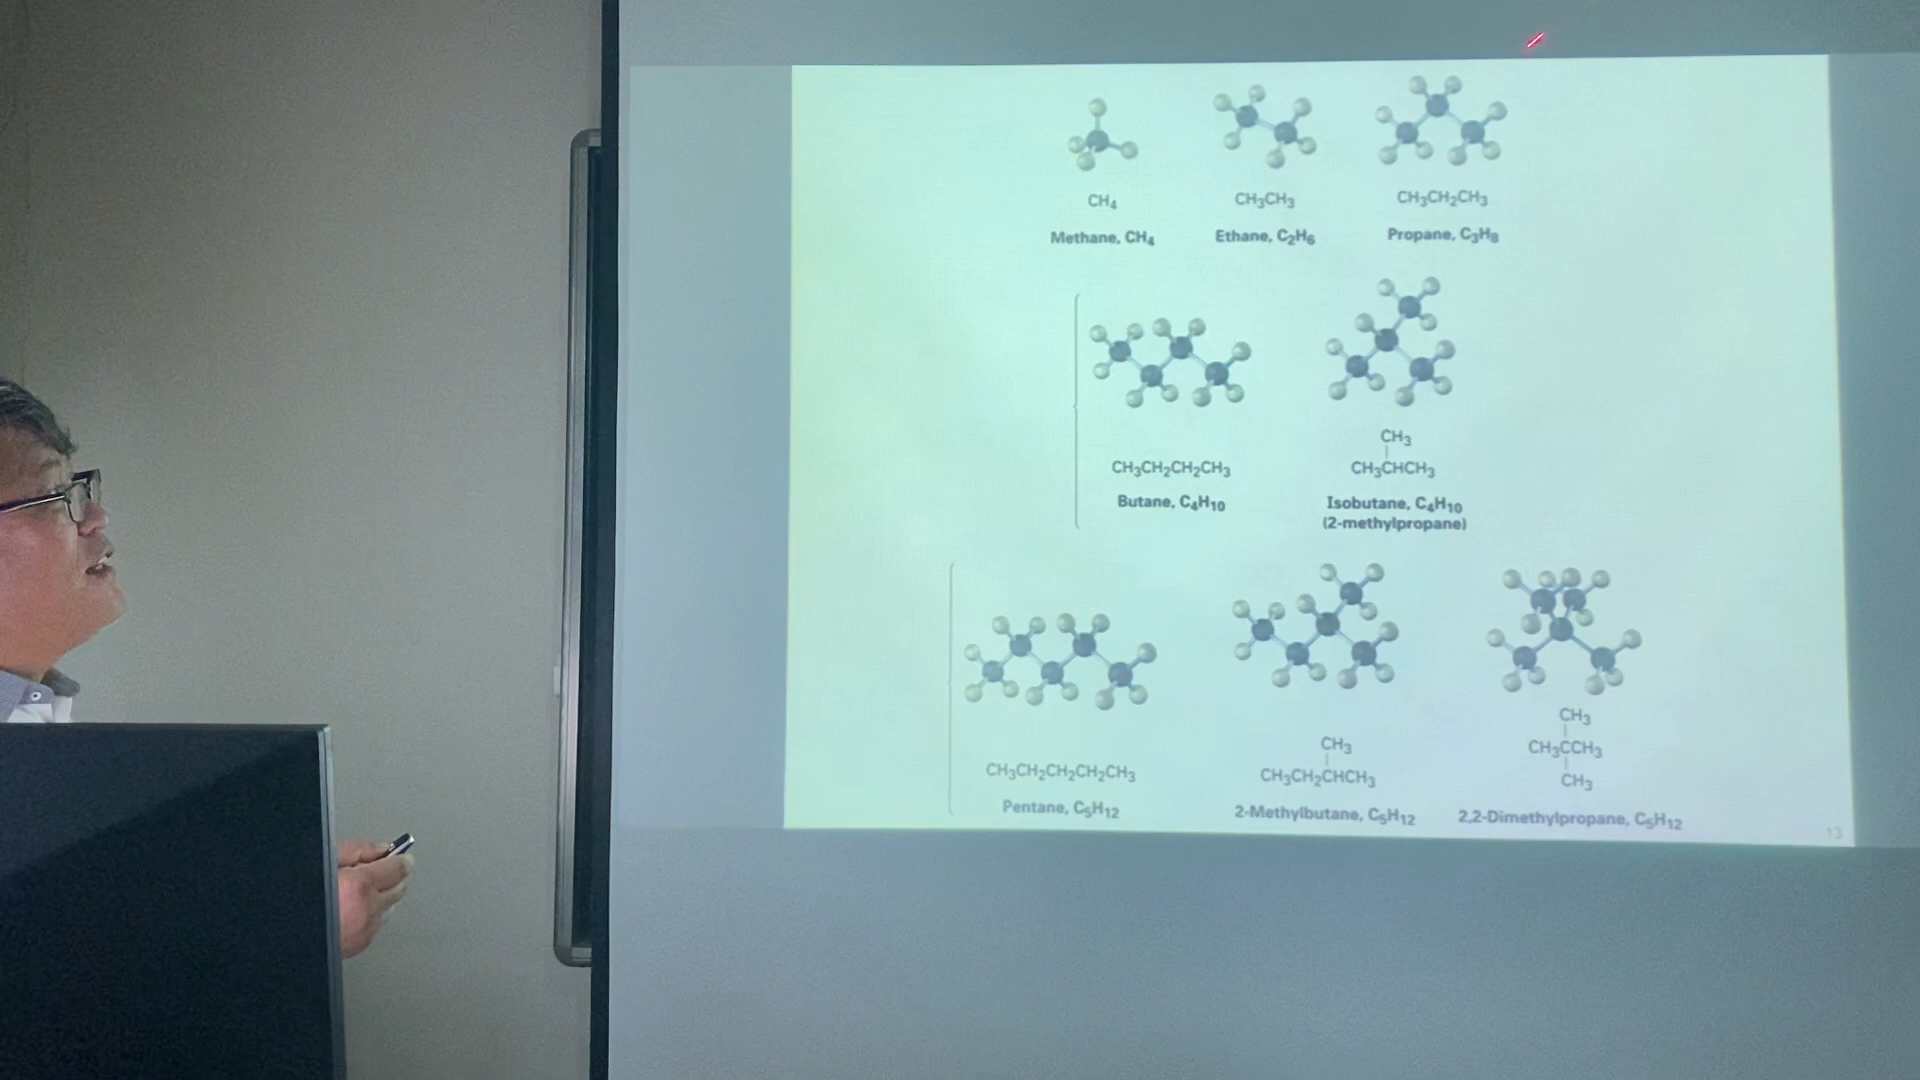 CH₄
CH₃CH₃
CH₃CH₂CH₃
Methane, CH₄
Ethane, C₂H₆
Propane, C₃H₈
CH₃
CH₃CH₂CH₂CH₃
CH₃CHCH₃
Butane, C₄H₁₀
Isobutane, C₄H₁₀
(2-methylpropane)
CH₃
CH₃
CH₃CCH₃
CH₃CH₂CH₂CH₂CH₃
CH₃CH₂CHCH₃
CH₃
Pentane, C₅H₁₂
2-Methylbutane, C₅H₁₂
2,2-Dimethylpropane, C₅H₁₂
13